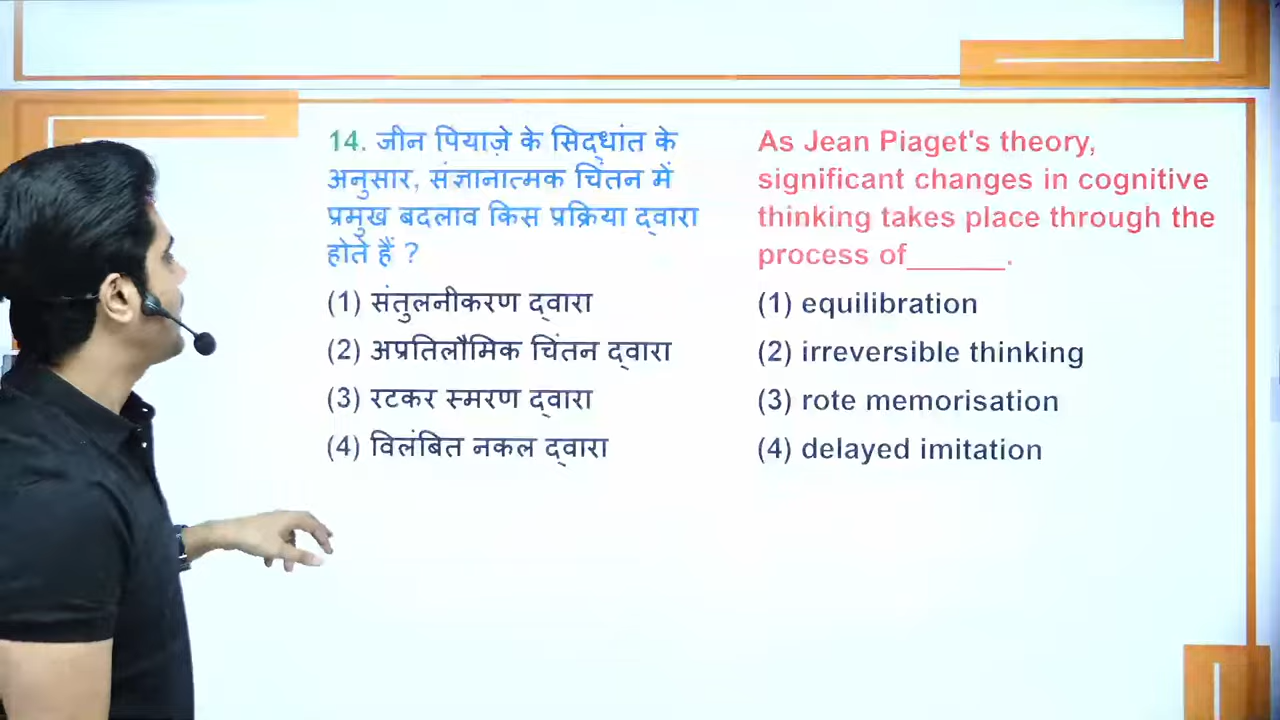 14. जीन पियाज़े के सिद्धांत के
अनुसार, संज्ञानात्मक चिंतन में
प्रमुख बदलाव किस प्रक्रिया द्वारा
होते हैं ?
(1) संतुलनीकरण द्वारा
(2) अप्रतिलौमिक चिंतन द्वारा
(3) रटकर स्मरण द्वारा
(4) विलंबित नकल द्वारा
As Jean Piaget's theory,
significant changes in cognitive
thinking takes place through the
process of______.
(1) equilibration
(2) irreversible thinking
(3) rote memorisation
(4) delayed imitation